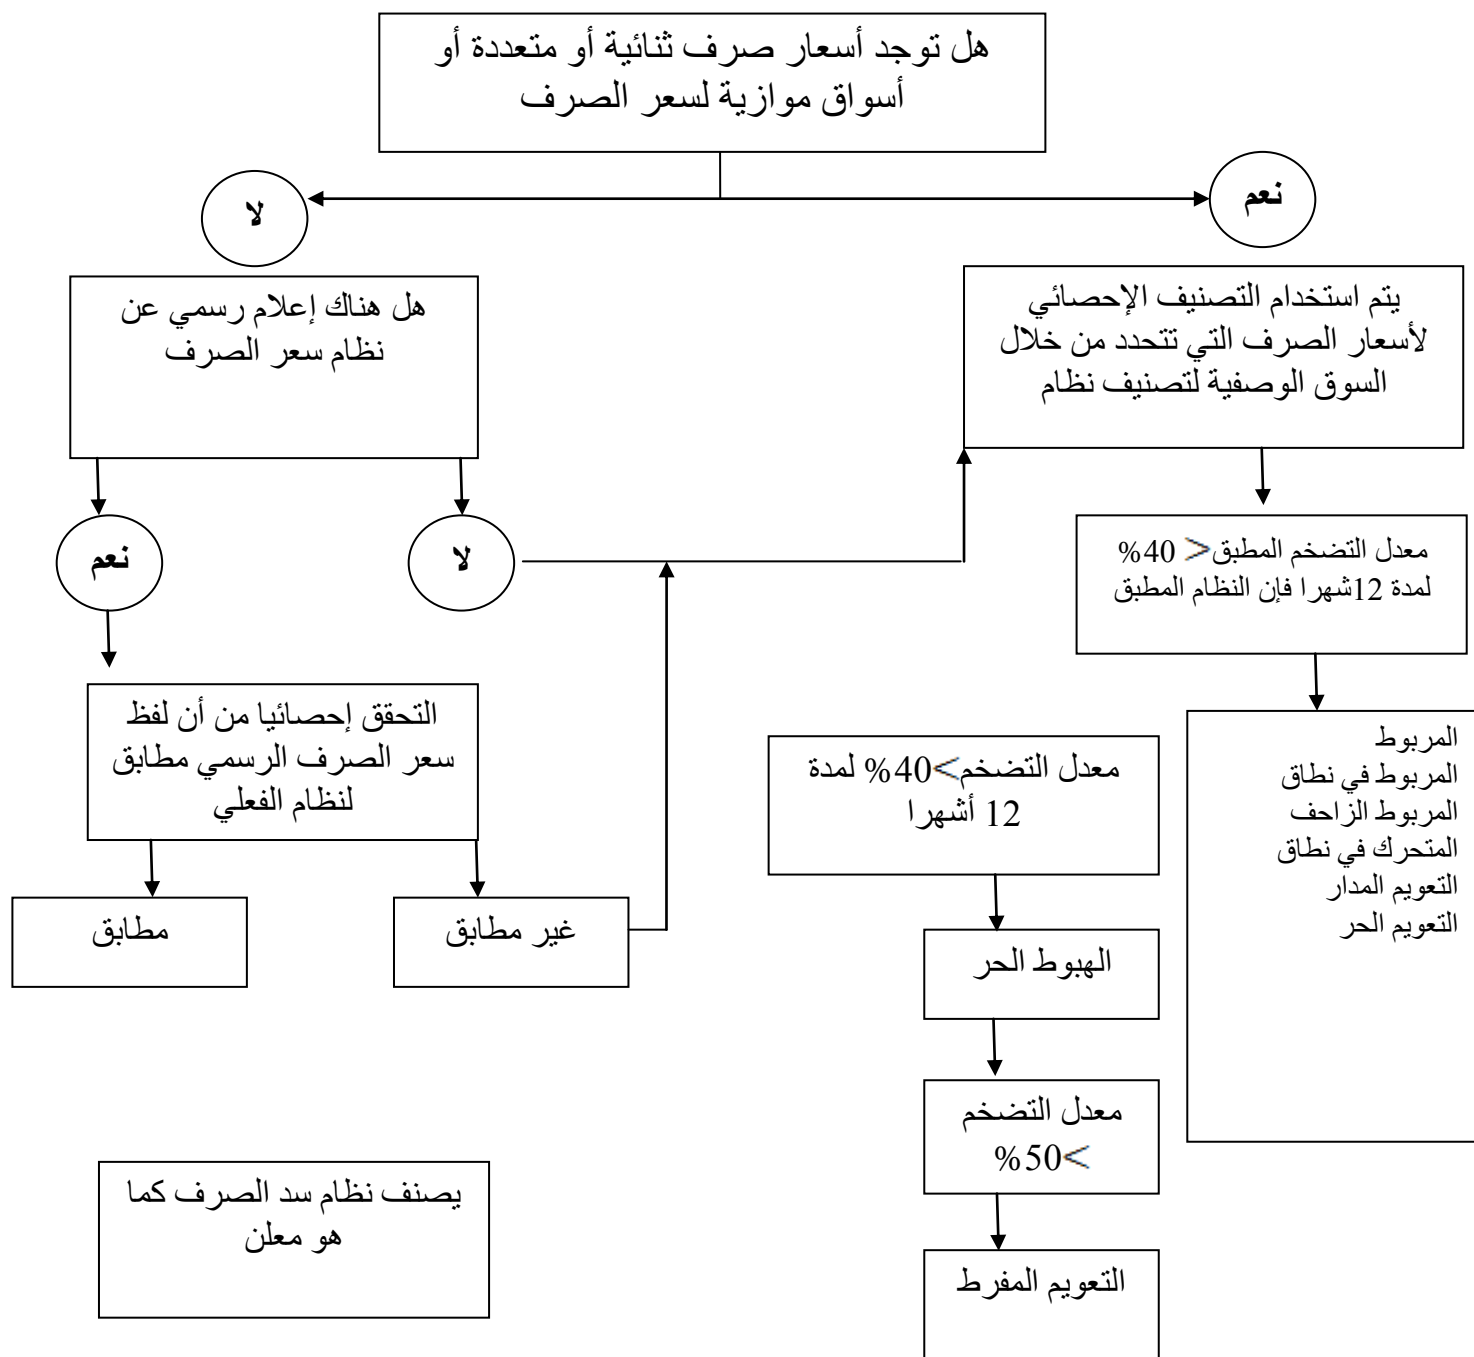 هل توجد أسعار صرف ثنائية أو متعددة أو
أسواق موازية لسعر الصرف
نعم
لا
يتم استخدام التصنيف الإحصائي
لأسعار الصرف التي تتحدد من خلال
السوق الوصفية لتصنيف نظام
هل هناك إعلام رسمي عن
نظام سعر الصرف
نعم
لا
معدل التضخم المطبق< 40%
لمدة 12شهرا فإن النظام المطبق
التحقق إحصائيا من أن لفظ
سعر الصرف الرسمي مطابق
لنظام الفعلي
المربوط
المربوط في نطاق
المربوط الزاحف
المتحرك في نطاق
التعويم المدار
التعويم الحر
معدل التضخم>40% لمدة
12 أشهرا
غير مطابق
مطابق
الهبوط الحر
معدل التضخم
>50%
يصنف نظام سد الصرف كما
هو معلن
التعويم المفرط